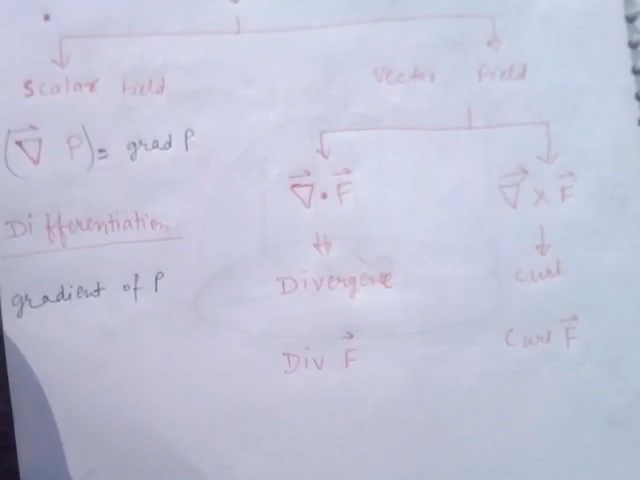 Scalar Field
Vector Field
(∇⃗ P) = grad P
∇⃗ • F⃗
∇⃗ × F⃗
Differentiation
Divergence
Curl
gradient of P
Div F⃗
Curl F⃗